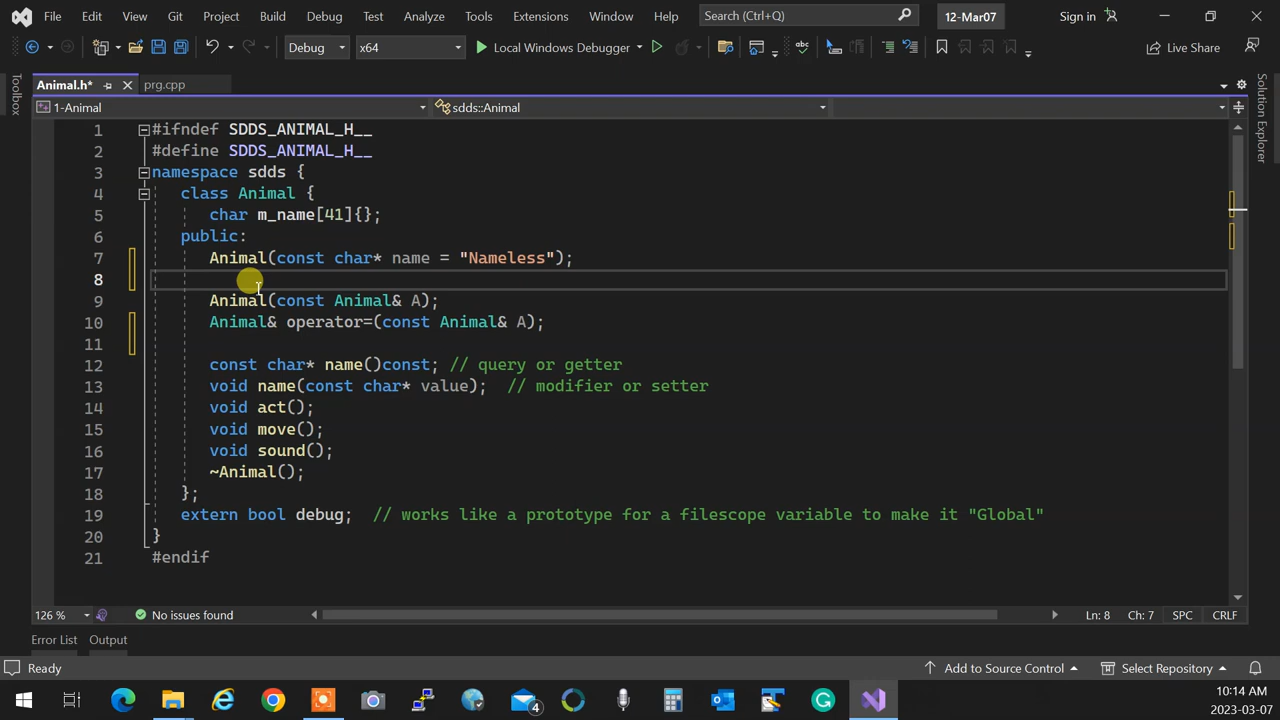 File Edit View Git Project Build Debug Test Analyze Tools Extensions Window Help Search (Ctrl+Q) 12-Mar07 Sign in
Debug x64 Local Windows Debugger Live Share
Animal.h* prg.cpp
1-Animal sdds::Animal
1 #ifndef SDDS_ANIMAL_H__
2 #define SDDS_ANIMAL_H__
3 namespace sdds {
4 class Animal {
5 char m_name[41]{};
6 public:
7 Animal(const char* name = "Nameless");
8
9 Animal(const Animal& A);
10 Animal& operator=(const Animal& A);
11
12 const char* name()const; // query or getter
13 void name(const char* value); // modifier or setter
14 void act();
15 void move();
16 void sound();
17 ~Animal();
18 };
19 extern bool debug; // works like a prototype for a filescope variable to make it "Global"
20 }
21 #endif
Toolbox
Solution Explorer
126 % No issues found Ln: 8 Ch: 7 SPC CRLF
Error List Output
Ready Add to Source Control Select Repository
4
10:14 AM
2023-03-07